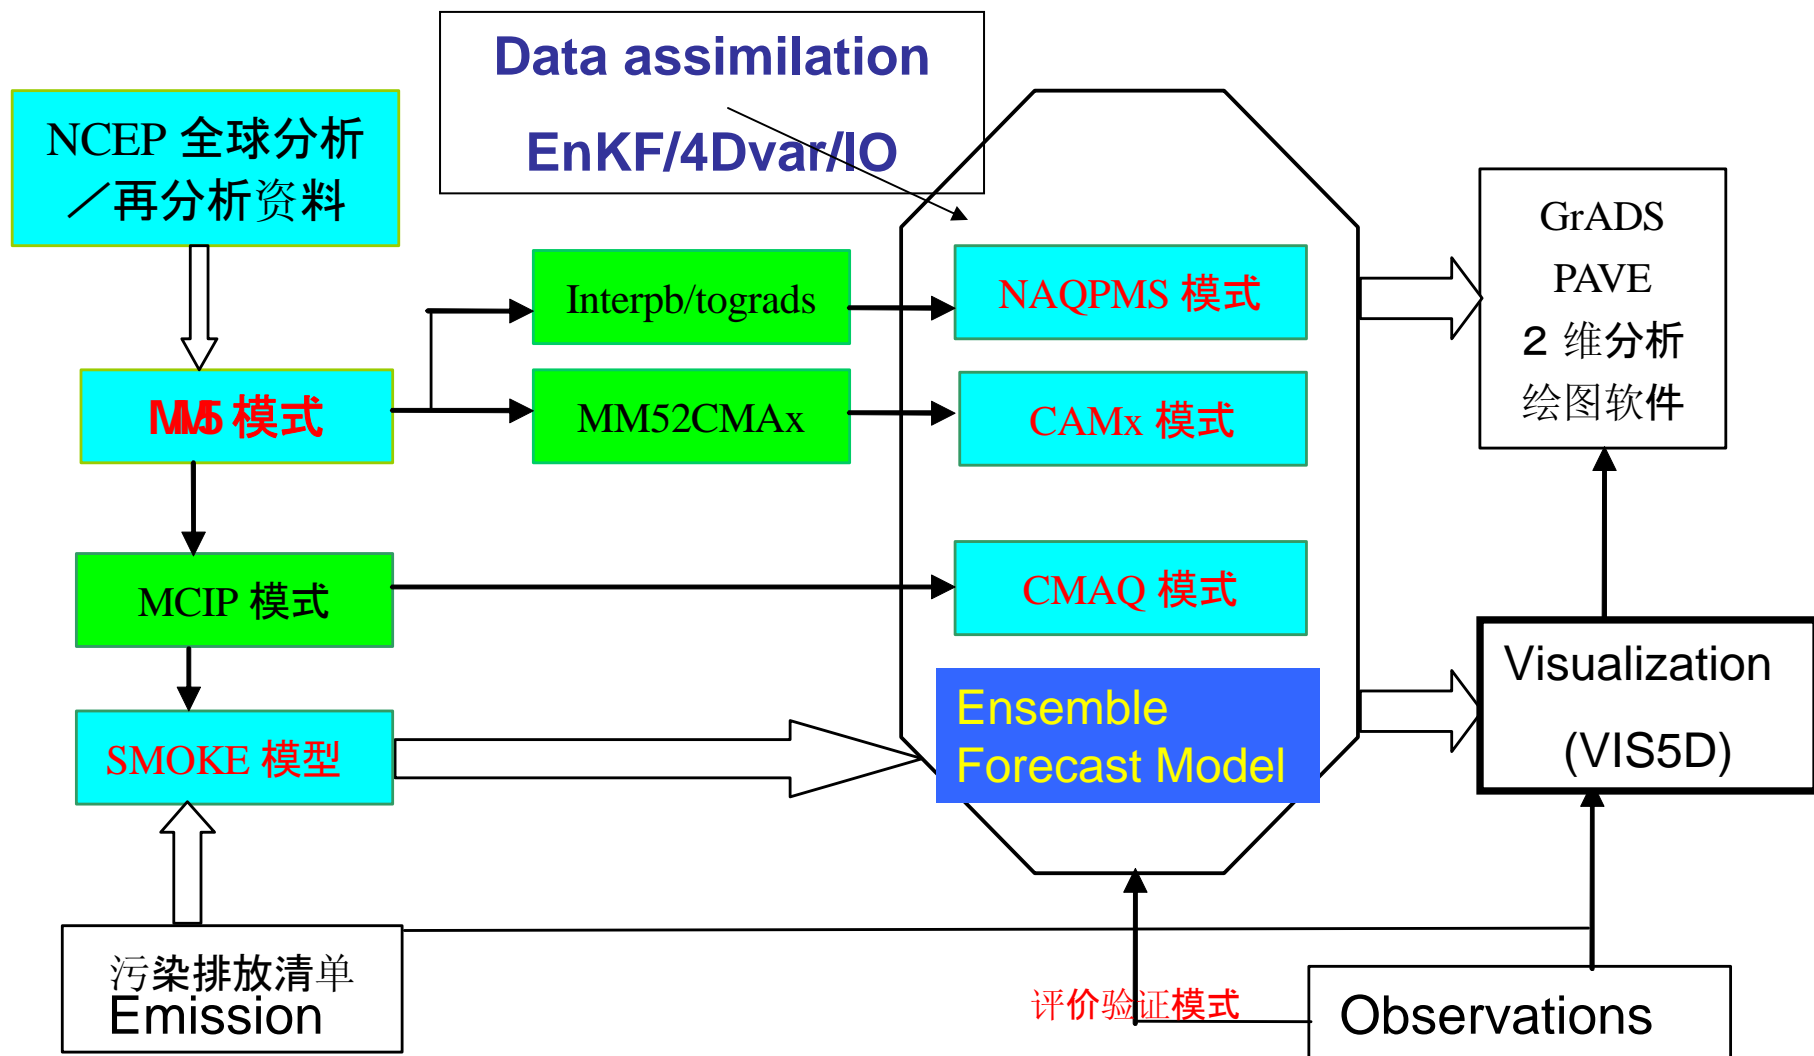 Data assimilation
EnKF/4Dvar/IO
NCEP 全球分析
／再分析资料
GrADS
PAVE
2 维分析
绘图软件
Interpb/tograds
NAQPMS 模式
MM5 模式
MM52CMAx
CAMx 模式
MCIP 模式
CMAQ 模式
SMOKE 模型
Ensemble
Forecast Model
Visualization
(VIS5D)
污染排放清单
Emission
评价验证模式
Observations